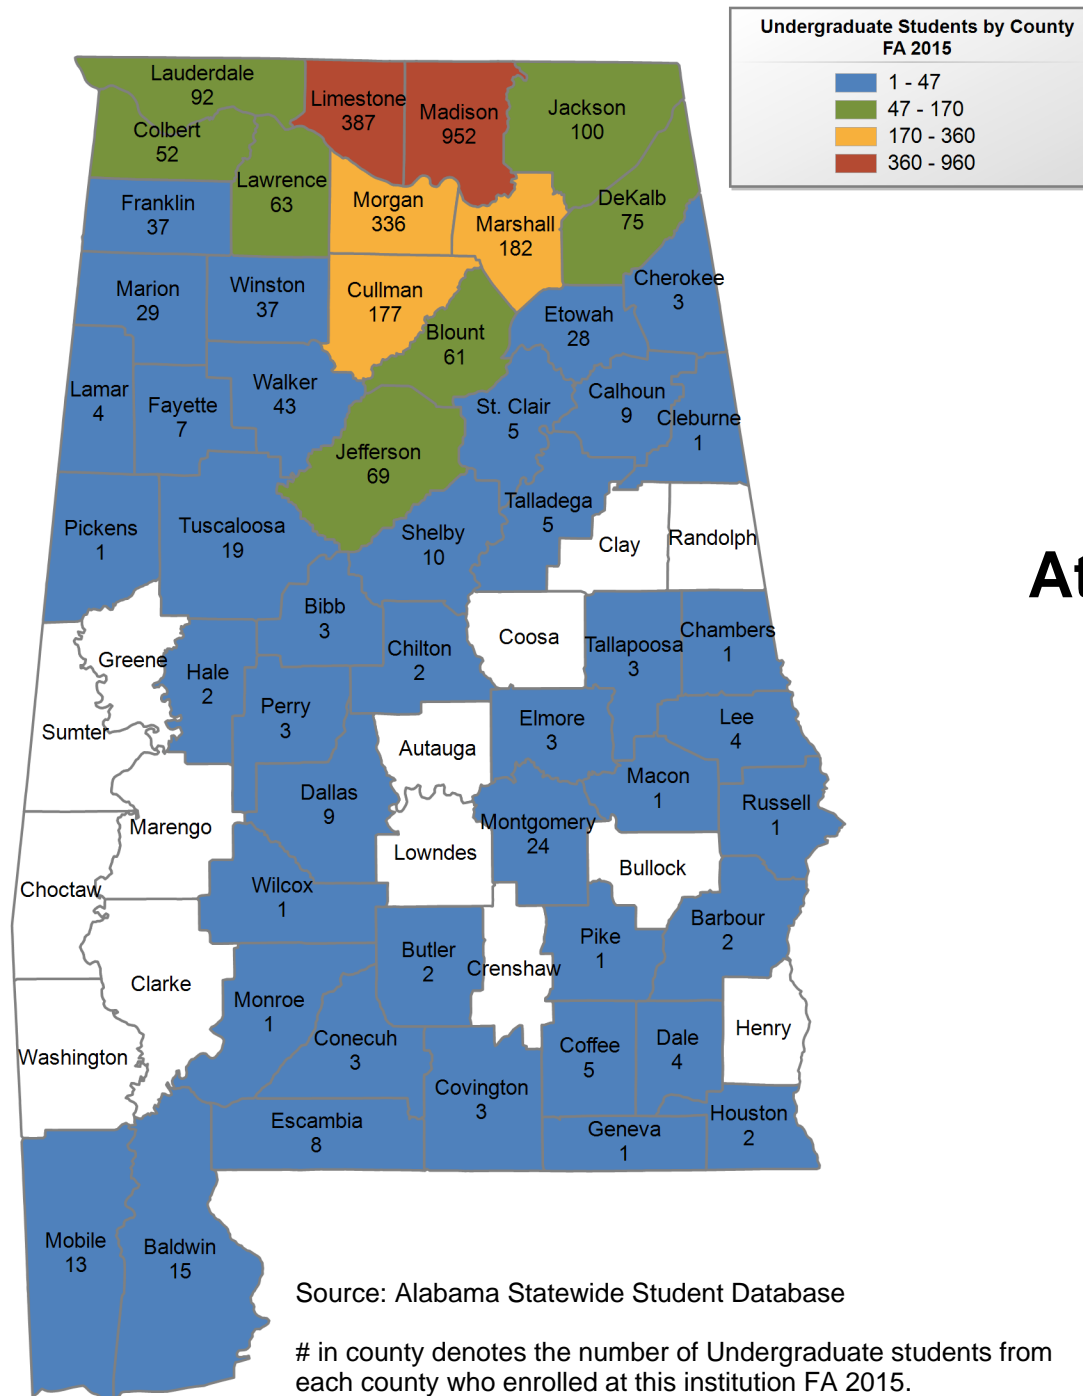 Undergraduate Students by County
FA 2015
1 - 47
47 - 170
170 - 360
360 - 960
Lauderdale
92
Limestone
387
Madison
952
Jackson
100
Colbert
52
Lawrence
63
Franklin
37
Morgan
336
Marshall
182
DeKalb
75
Cherokee
3
Marion
29
Winston
37
Cullman
177
Blount
61
Etowah
28
Lamar
4
Fayette
7
Walker
43
St. Clair
5
Calhoun
9
Cleburne
1
Jefferson
69
Pickens
1
Tuscaloosa
19
Shelby
10
Talladega
5
Clay
Randolph
At
Bibb
3
Chilton
2
Coosa
Tallapoosa
3
Chambers
1
Greene
Hale
2
Perry
3
Sumter
Autauga
Elmore
3
Lee
4
Macon
1
Russell
1
Dallas
9
Marengo
Montgomery
24
Lowndes
Bullock
Choctaw
Wilcox
1
Barbour
2
Butler
2
Crenshaw
Pike
1
Clarke
Monroe
1
Conecuh
3
Henry
Coffee
5
Dale
4
Washington
Covington
3
Escambia
8
Geneva
1
Houston
2
Mobile
13
Baldwin
15
Source: Alabama Statewide Student Database
# in county denotes the number of Undergraduate students from
each county who enrolled at this institution FA 2015.